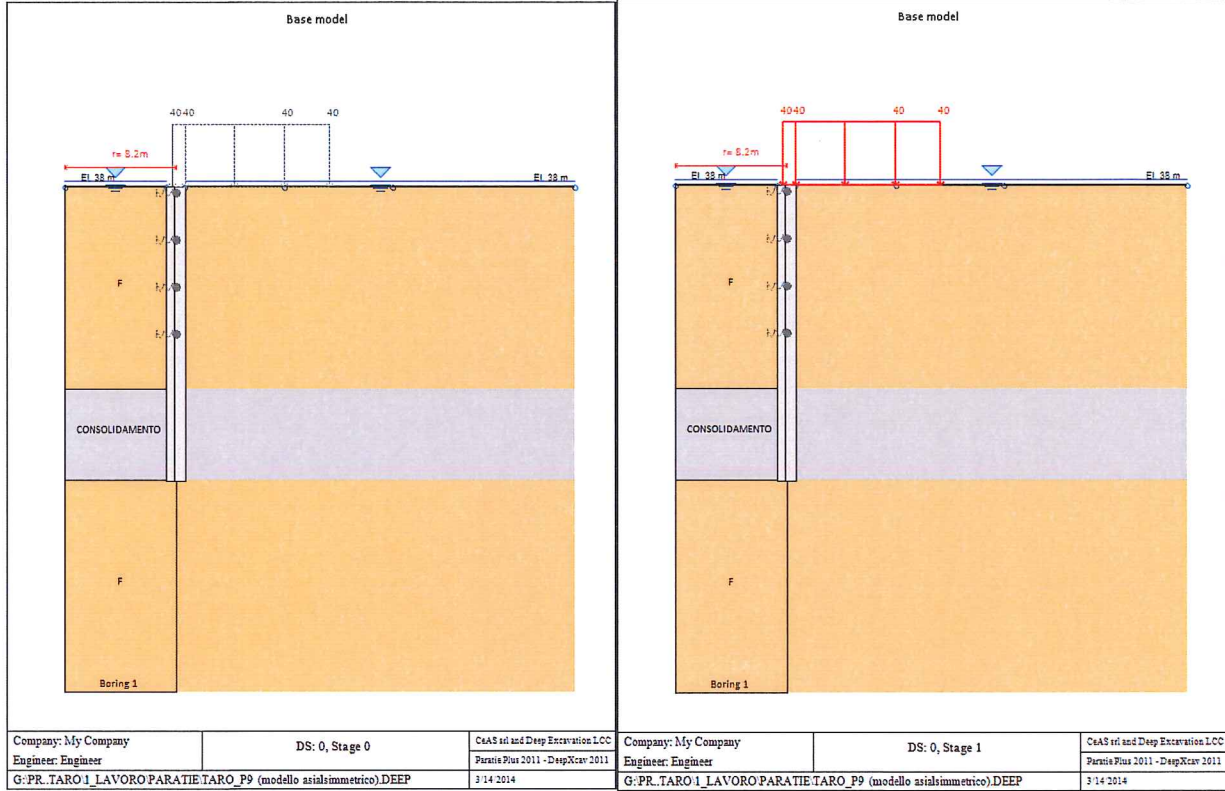 Base model
40 40 40 40
r= 8.2m
El. 38 m El. 38 m
F
CONSOLIDAMENTO
F
Boring 1
Company: My Company
Engineer: Engineer
DS: 0, Stage 0
CeAS srl and Deep Excavation LCC
Paratie Plus 2011 - DeepXcav 2011
G:\PR..TARO\1_LAVORO\PARATIE\TARO_P9 (modello asialsimmetrico).DEEP
3/14/2014
Base model
40 40 40 40
r= 8.2m
El. 38 m El. 38 m
F
CONSOLIDAMENTO
F
Boring 1
Company: My Company
Engineer: Engineer
DS: 0, Stage 1
CeAS srl and Deep Excavation LCC
Paratie Plus 2011 - DeepXcav 2011
G:\PR..TARO\1_LAVORO\PARATIE\TARO_P9 (modello asialsimmetrico).DEEP
3/14/2014